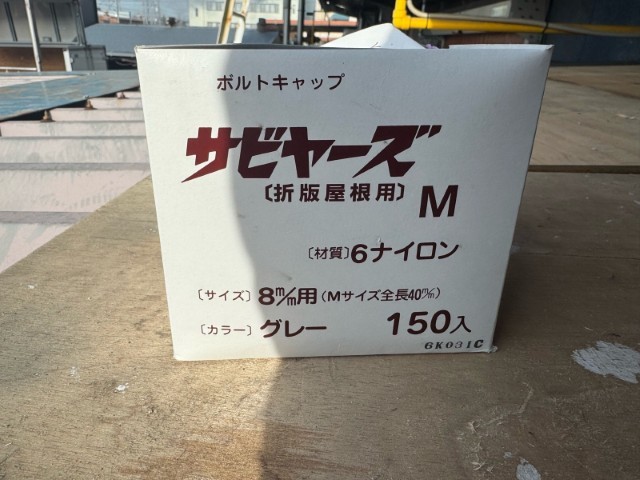 ボルトキャップ
サビヤーズ
〔折版屋根用〕 M
〔材質〕6ナイロン
〔サイズ〕8m/m用(Mサイズ全長40m/m)
〔カラー〕グレー 150入
6K031C